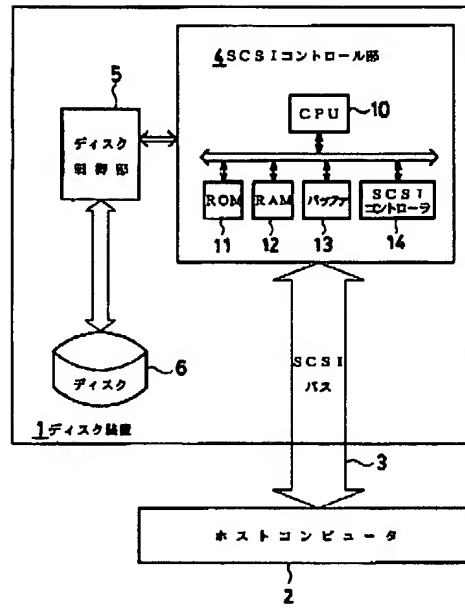 4 SCSIコントロール部
5
CPU
10
ディスク
制御部
ROM
RAM
バッファ
SCSI
コントローラ
11
12
13
14
SCSI
バス
ディスク
6
1 ディスク装置
3
ホストコンピュータ
2